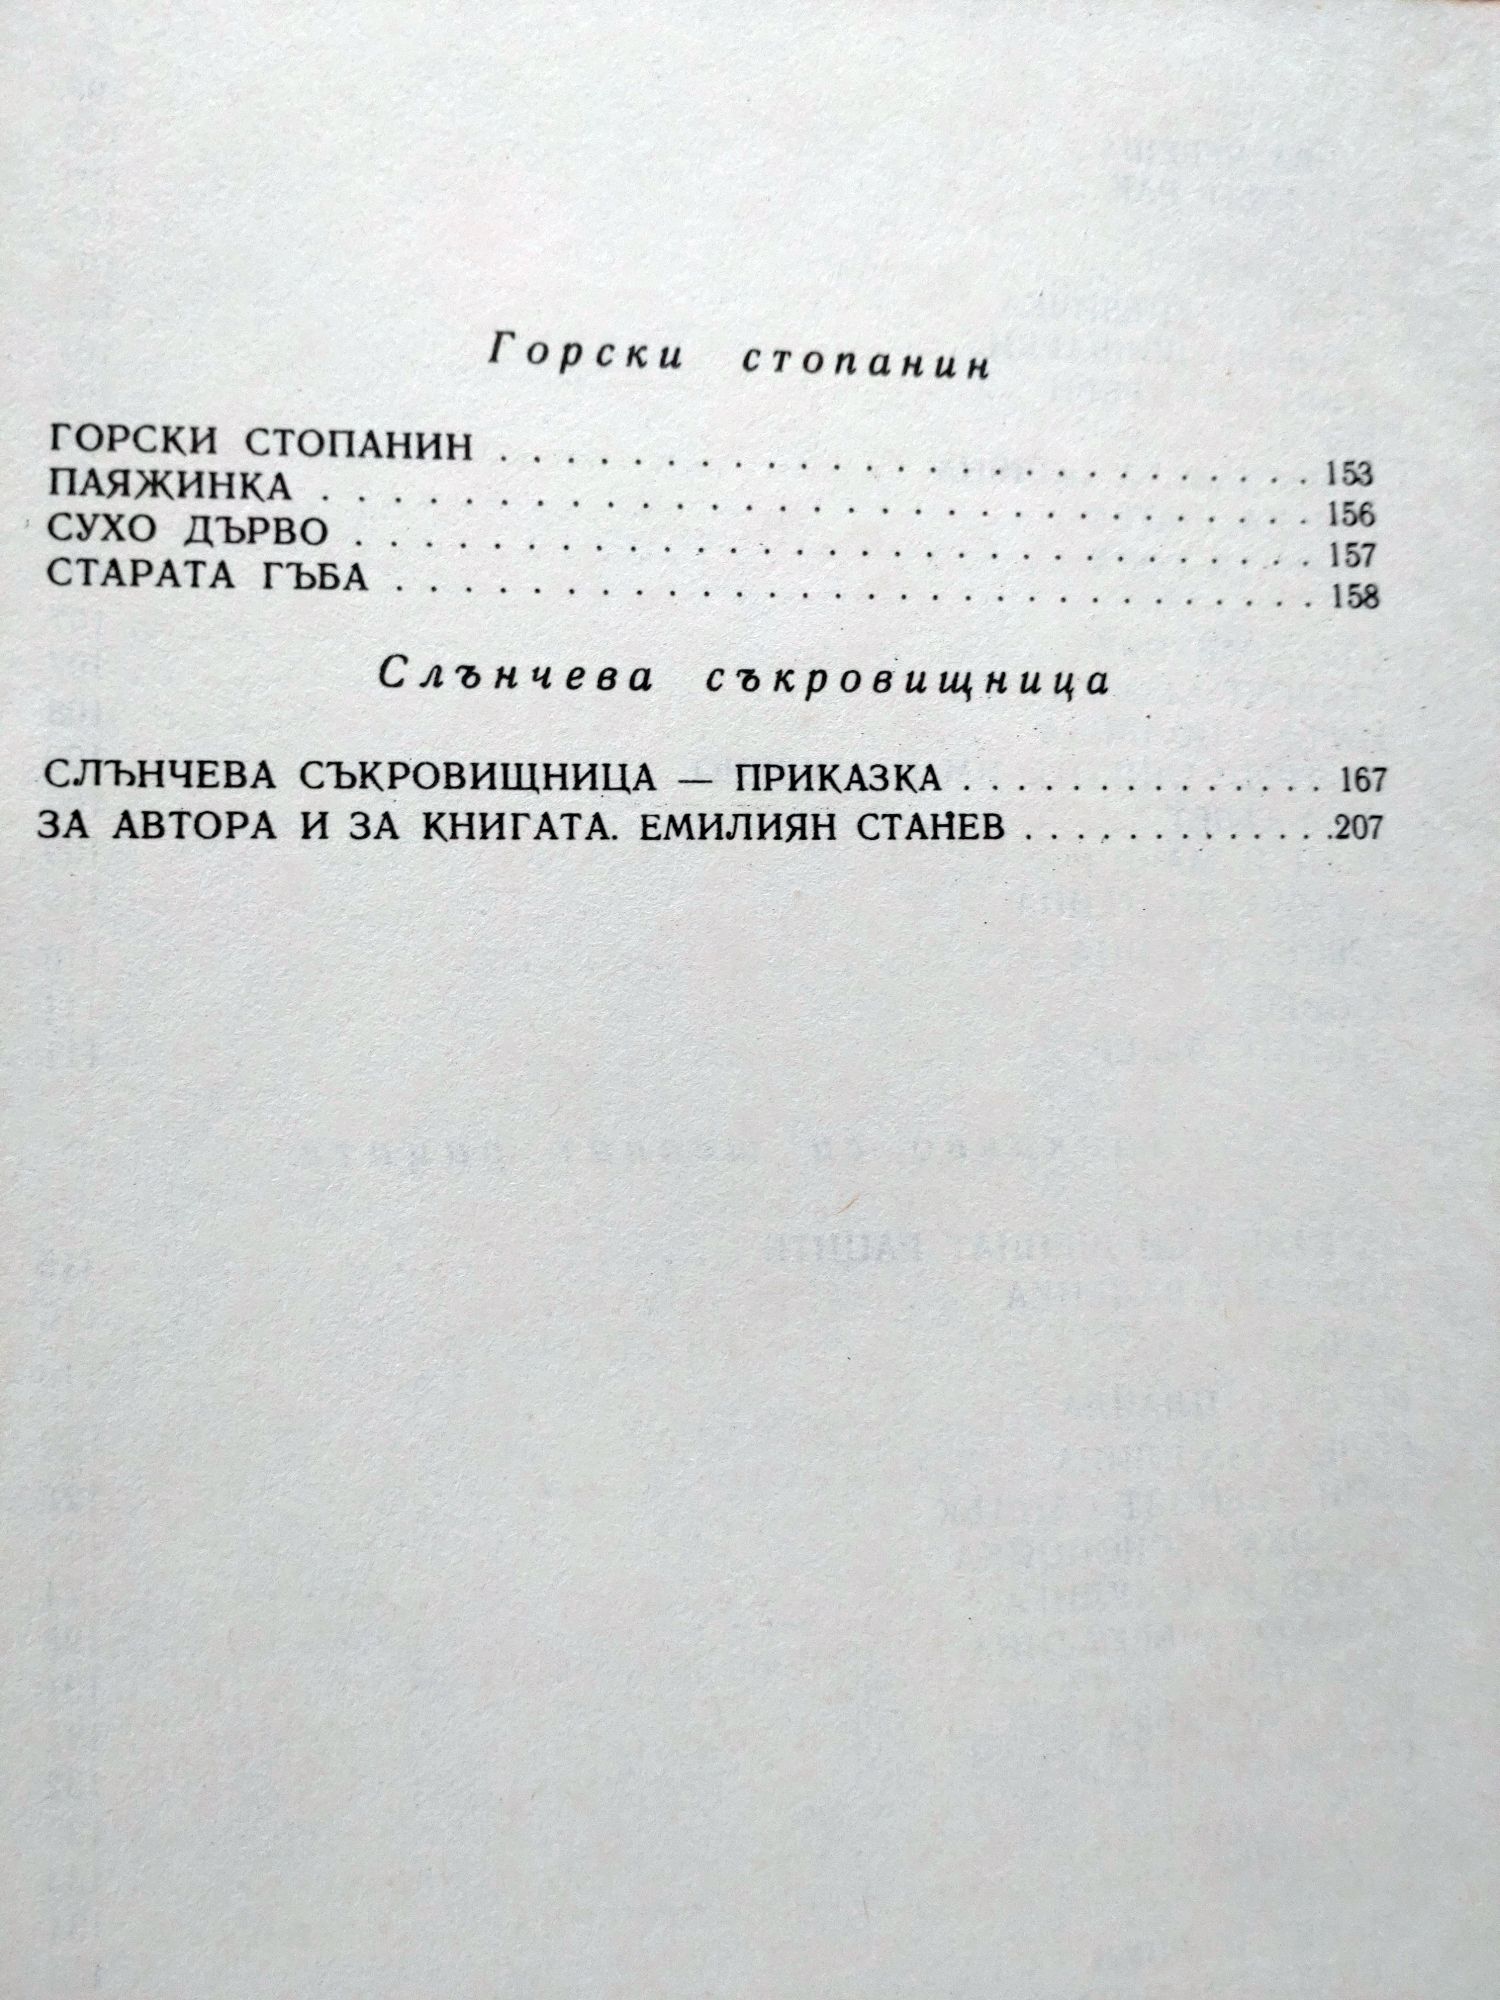 Горски стопанин
ГОРСКИ СТОПАНИН . . . . . . . . . . . . . . . . . . . . . . . . 153
ПАЯЖИНКА . . . . . . . . . . . . . . . . . . . . . . . . . . . . 156
СУХО ДЪРВО . . . . . . . . . . . . . . . . . . . . . . . . . . . 157
СТАРАТА ГЪБА . . . . . . . . . . . . . . . . . . . . . . . . . . 158
Слънчева съкровищница
СЛЪНЧЕВА СЪКРОВИЩНИЦА — ПРИКАЗКА . . . . . . . . . . . . . . 167
ЗА АВТОРА И ЗА КНИГАТА. ЕМИЛИЯН СТАНЕВ . . . . . . . . . . . . .207